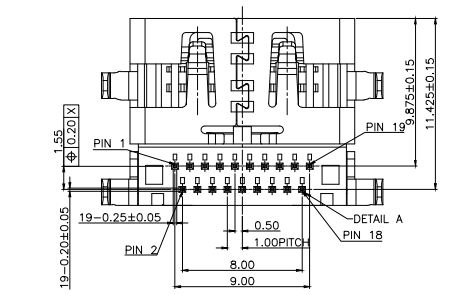 9.875±0.15
11.425±0.15
PIN 19
PIN 1
⌖ 0.20 X
1.55
19-0.25±0.05
19-0.20±0.05
PIN 2
0.50
1.00PITCH
DETAIL A
PIN 18
8.00
9.00